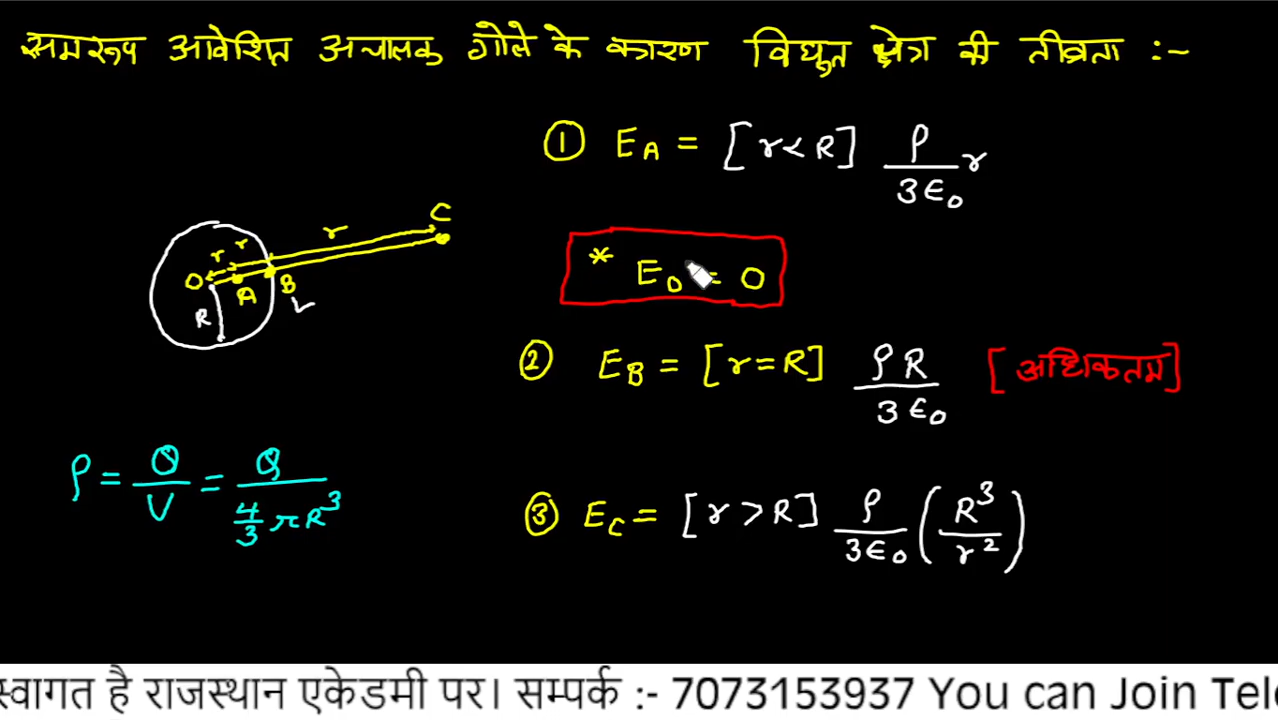 समरूप आवेशित अचालक गोले के कारण विद्युत क्षेत्र की तीव्रता :-
① E_A = [r<R] ρ/3ε₀ r
C
r
r r
O A B
R
* E_O = 0
② E_B = [r=R] ρR/3ε₀ [अधिकतम]
ρ = Q/V = Q/(4/3 πR³)
③ E_C = [r>R] ρ/3ε₀ (R³/r²)
स्वागत है राजस्थान एकेडमी पर। सम्पर्क :- 7073153937 You can Join Tele